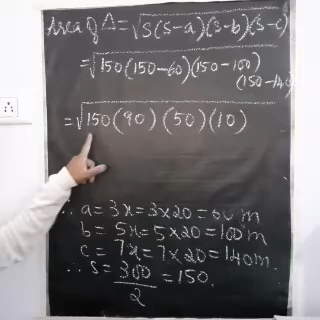 Area of Δ = √S(S-a)(S-b)(S-c)
= √150(150-60)(150-100)
(150-140
= √150(90)(50)(10)
∴ a = 3x = 3×20 = 60 m
b = 5x = 5×20 = 100 m
c = 7x = 7×20 = 140 m.
∴ S = 300/2 = 150.